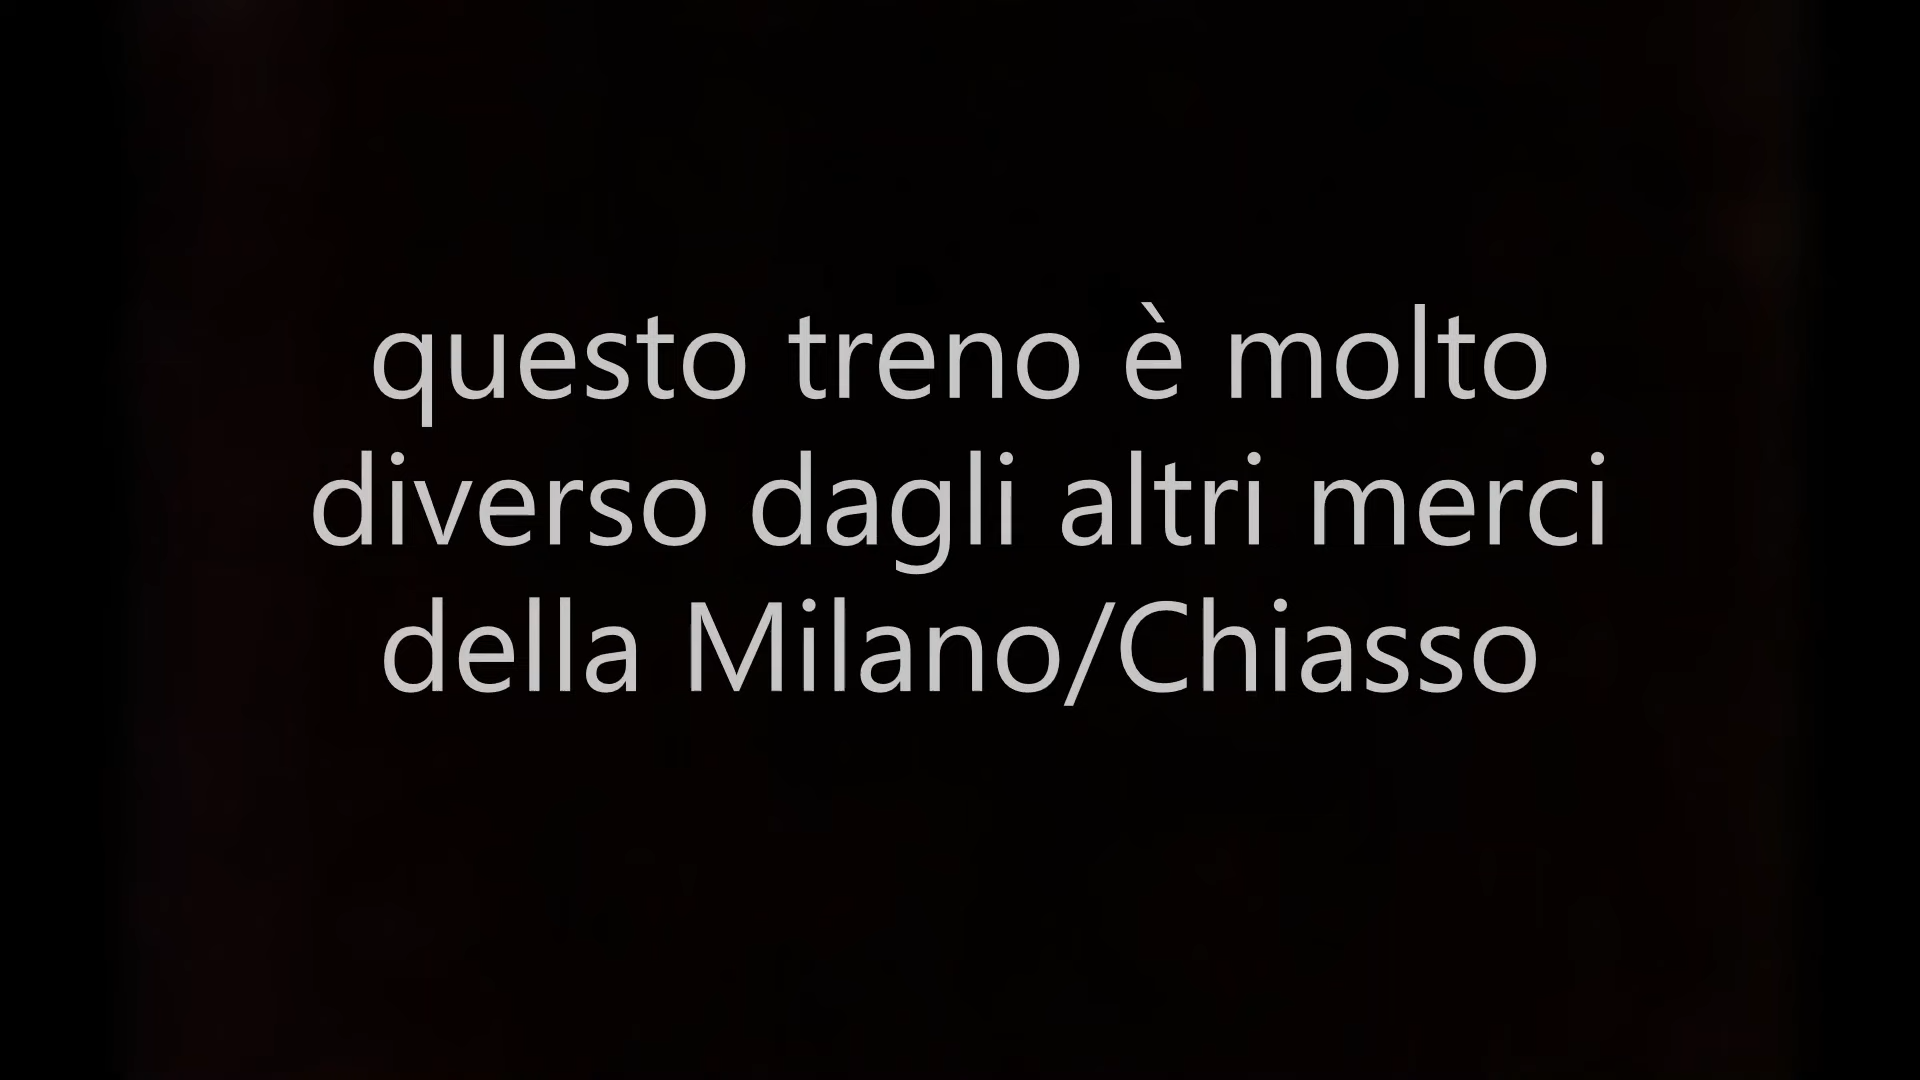 questo treno è molto
diverso dagli altri merci
della Milano/Chiasso